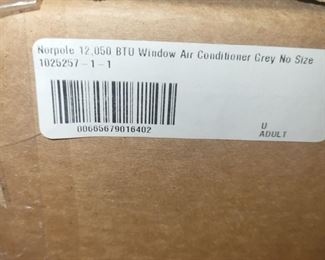 Norpole 12,050 BTU Window Air Conditioner Grey No Size
1025257-1-1
00665679016402
U
ADULT